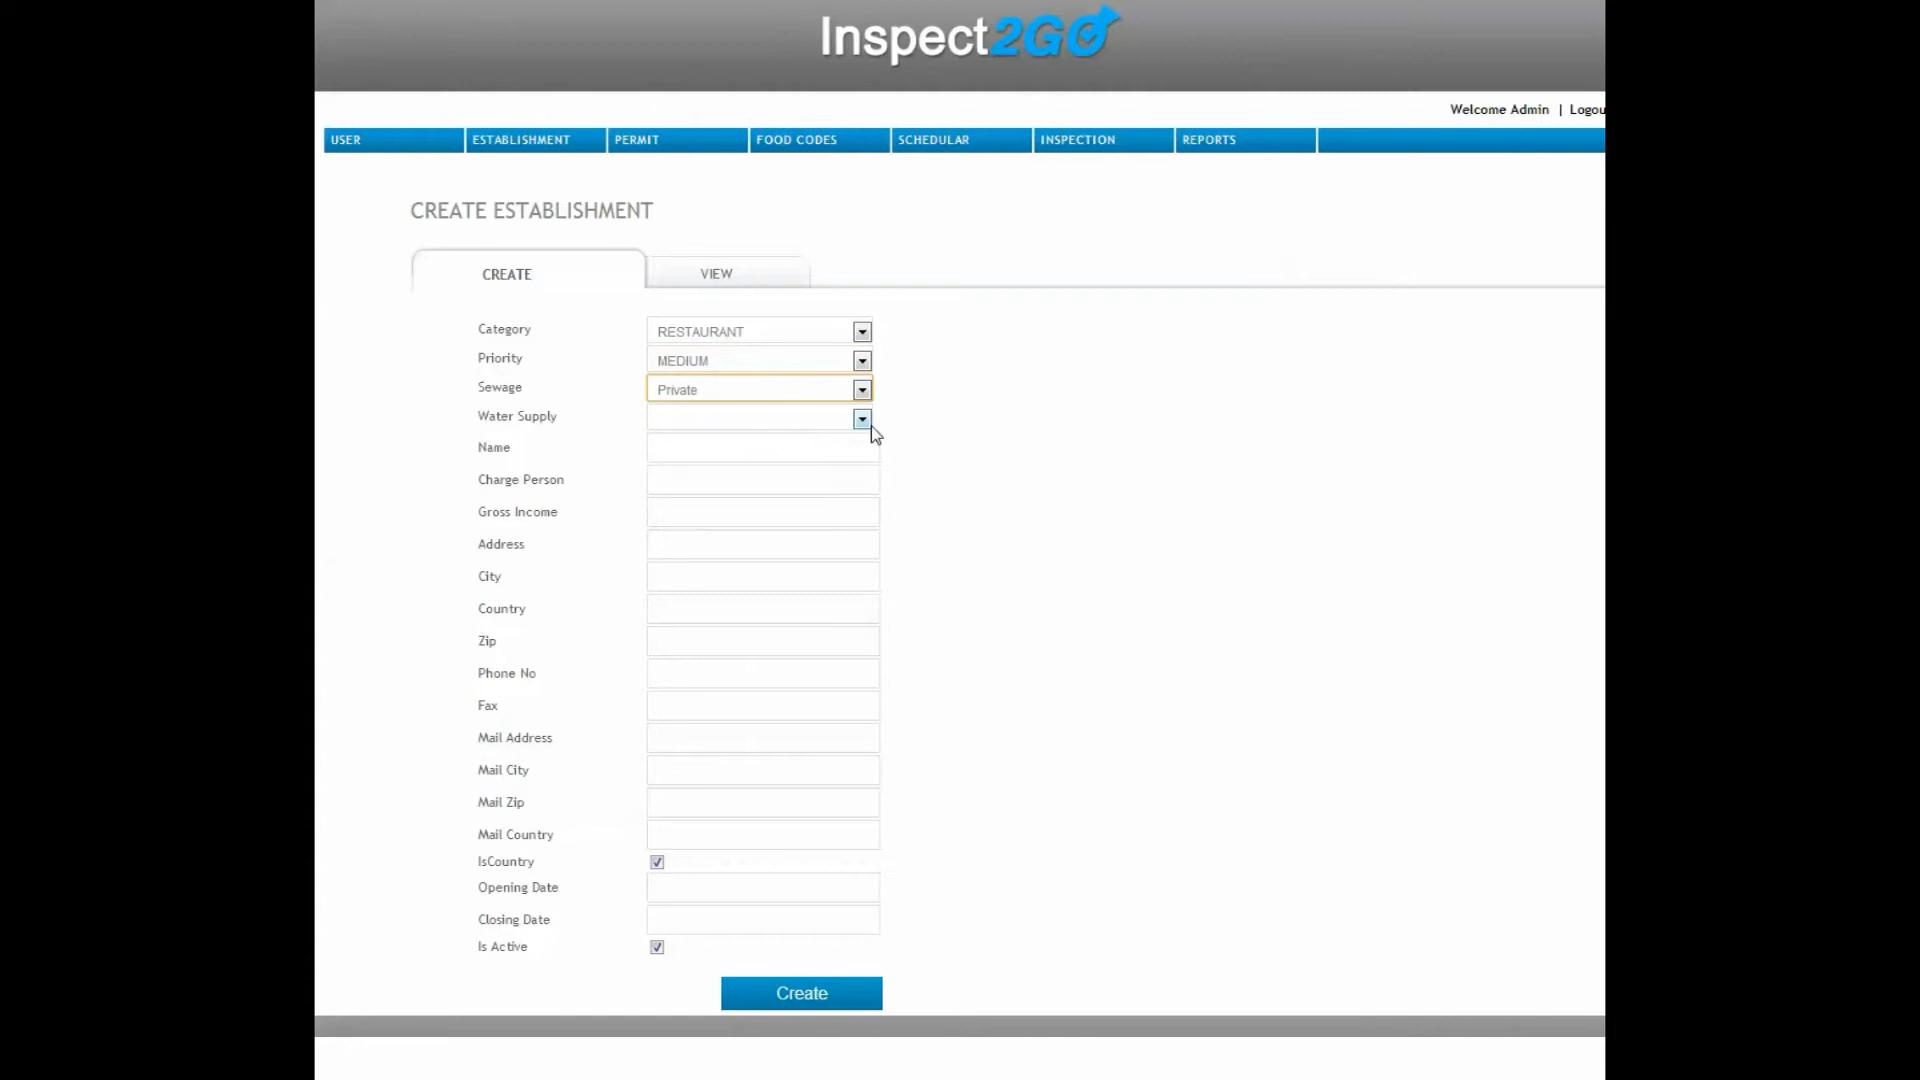 Inspect2GO
Welcome Admin | Logou
USER ESTABLISHMENT PERMIT FOOD CODES SCHEDULAR INSPECTION REPORTS
CREATE ESTABLISHMENT
CREATE VIEW
Category RESTAURANT
Priority MEDIUM
Sewage Private
Water Supply
Name
Charge Person
Gross Income
Address
City
Country
Zip
Phone No
Fax
Mail Address
Mail City
Mail Zip
Mail Country
IsCountry
Opening Date
Closing Date
Is Active
Create